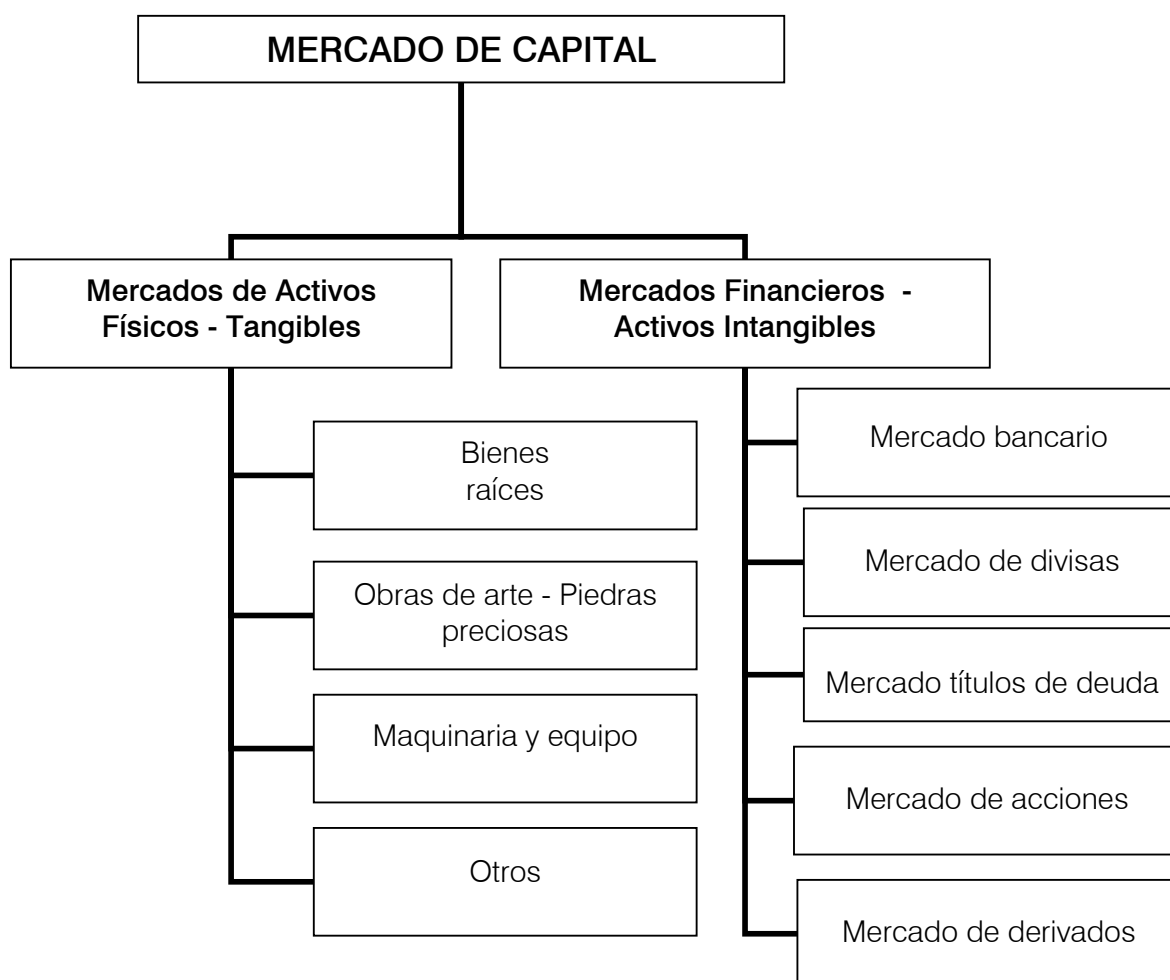 MERCADO DE CAPITAL
Mercados de Activos
Físicos - Tangibles
Mercados Financieros -
Activos Intangibles
Bienes
raíces
Obras de arte - Piedras
preciosas
Maquinaria y equipo
Otros
Mercado bancario
Mercado de divisas
Mercado títulos de deuda
Mercado de acciones
Mercado de derivados